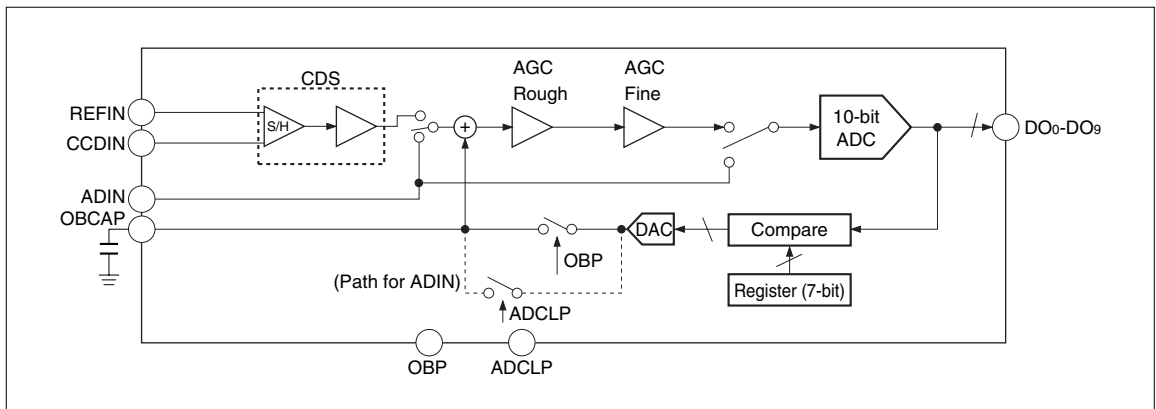 CDS
AGC
Rough
AGC
Fine
REFIN
S/H
10-bit
ADC
DO0-DO9
CCDIN
ADIN
OBCAP
DAC
Compare
OBP
(Path for ADIN)
Register (7-bit)
ADCLP
OBP
ADCLP